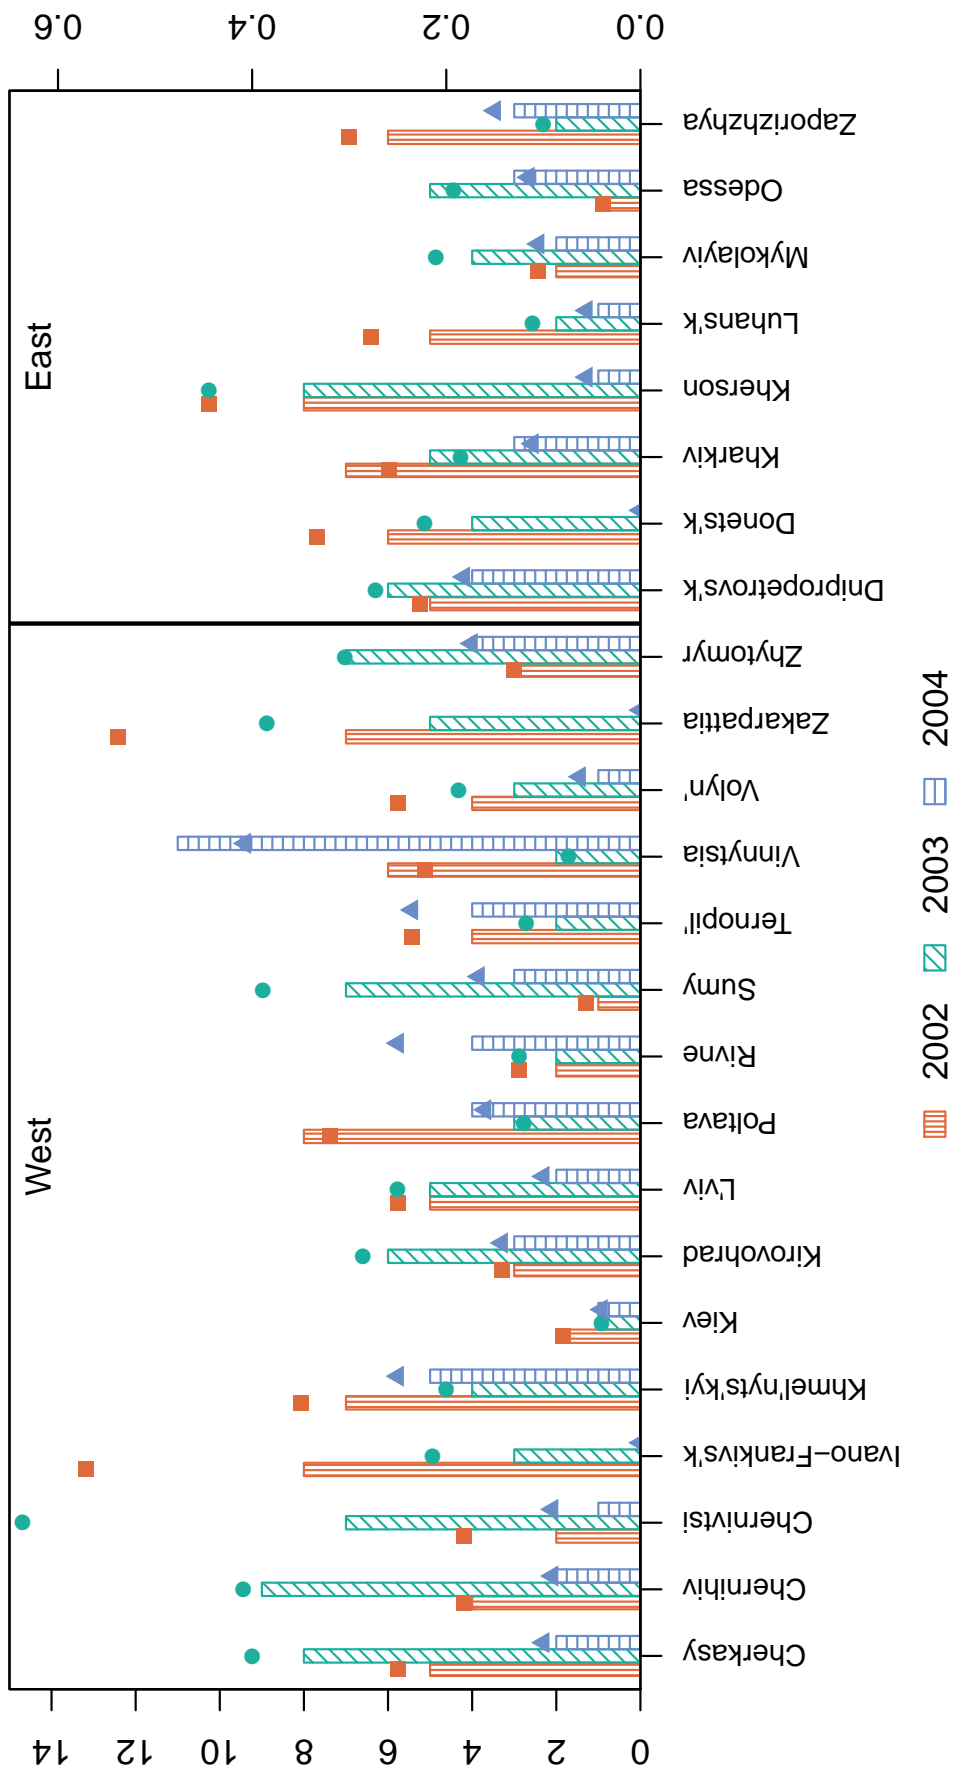 0.6
0.4
0.2
0.0
East
West
Zaporizhzhya
Odessa
Mykolayiv
Luhans'k
Kherson
Kharkiv
Donets'k
Dnipropetrovs'k
Zhytomyr
Zakarpattia
Volyn'
Vinnytsia
Ternopil'
Sumy
Rivne
Poltava
L'viv
Kirovohrad
Kiev
Khmel'nyts'kyi
Ivano−Frankivs'k
Chernivtsi
Chernihiv
Cherkasy
14
12
10
8
6
4
2
0
2002 2003 2004